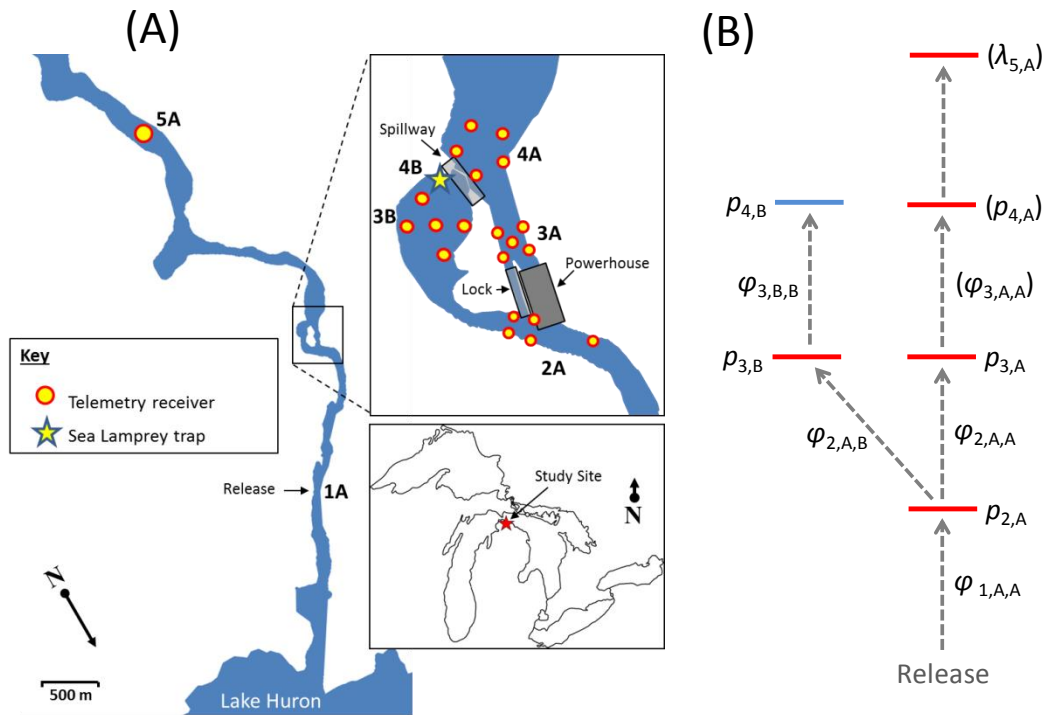 (A)
5A
Spillway
4A
4B
3B
3A
Powerhouse
Lock
2A
Key
Telemetry receiver
Sea Lamprey trap
Release
1A
Study Site
N
N
500 m
Lake Huron
(B)
(λ5,A)
p4,B
(p4,A)
φ3,B,B
(φ3,A,A)
p3,B
p3,A
φ2,A,B
φ2,A,A
p2,A
φ 1,A,A
Release